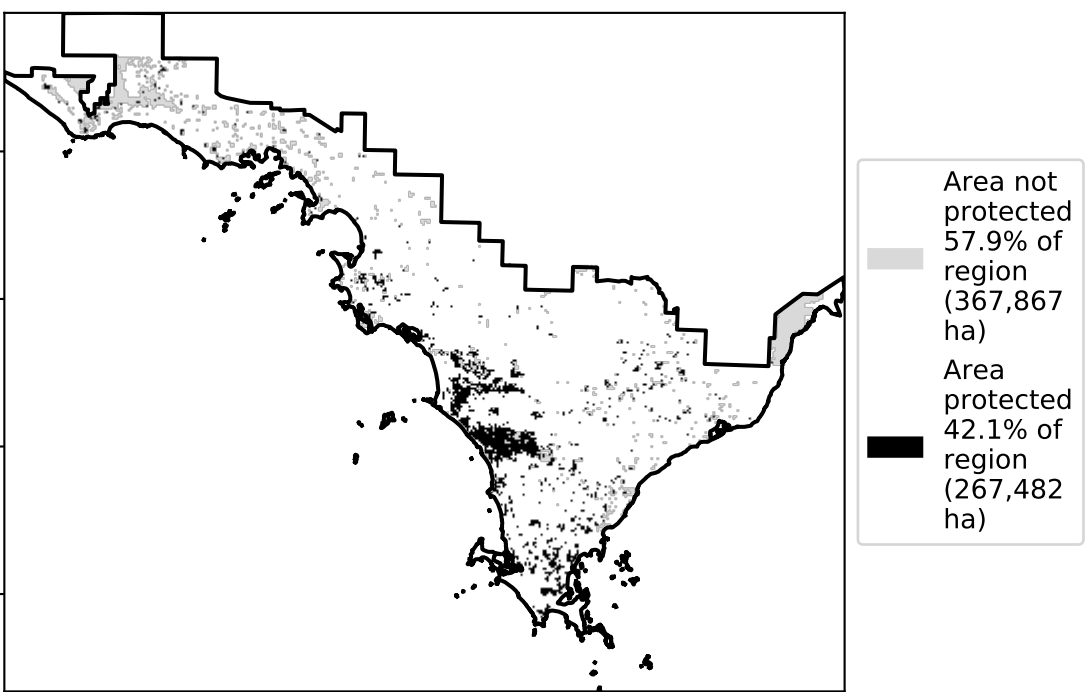 Area not
protected
57.9% of
region
(367,867
ha)
Area
protected
42.1% of
region
(267,482
ha)